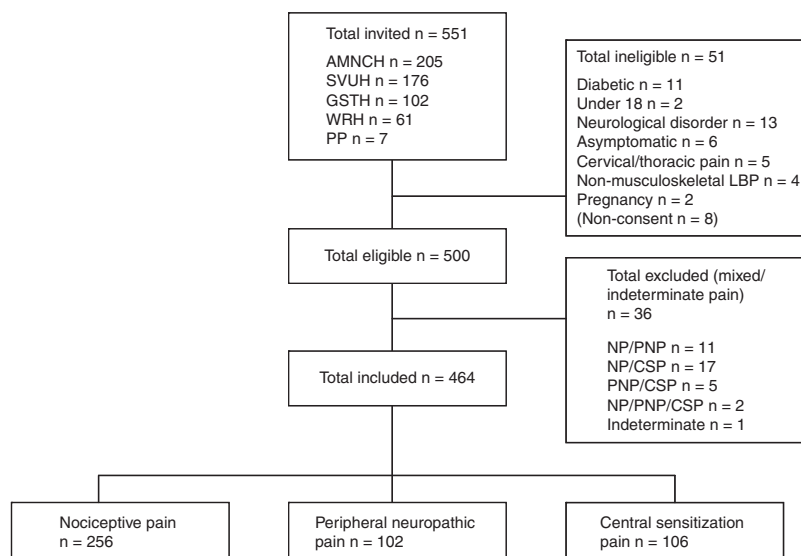 Total invited n = 551
AMNCH n = 205
SVUH n = 176
GSTH n = 102
WRH n = 61
PP n = 7
Total ineligible n = 51
Diabetic n = 11
Under 18 n = 2
Neurological disorder n = 13
Asymptomatic n = 6
Cervical/thoracic pain n = 5
Non-musculoskeletal LBP n = 4
Pregnancy n = 2
(Non-consent n = 8)
Total eligible n = 500
Total excluded (mixed/
indeterminate pain)
n = 36
NP/PNP n = 11
NP/CSP n = 17
PNP/CSP n = 5
NP/PNP/CSP n = 2
Indeterminate n = 1
Total included n = 464
Nociceptive pain
n = 256
Peripheral neuropathic
pain n = 102
Central sensitization
pain n = 106